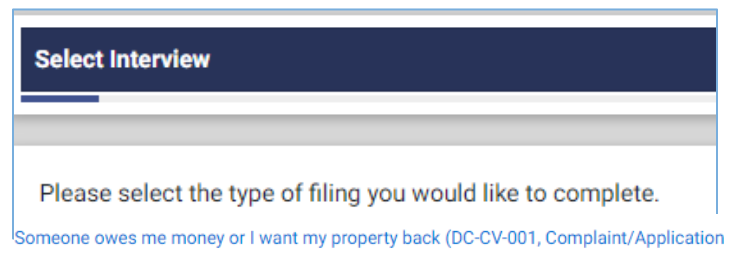 Select Interview
Please select the type of filing you would like to complete.
Someone owes me money or I want my property back (DC-CV-001, Complaint/Application